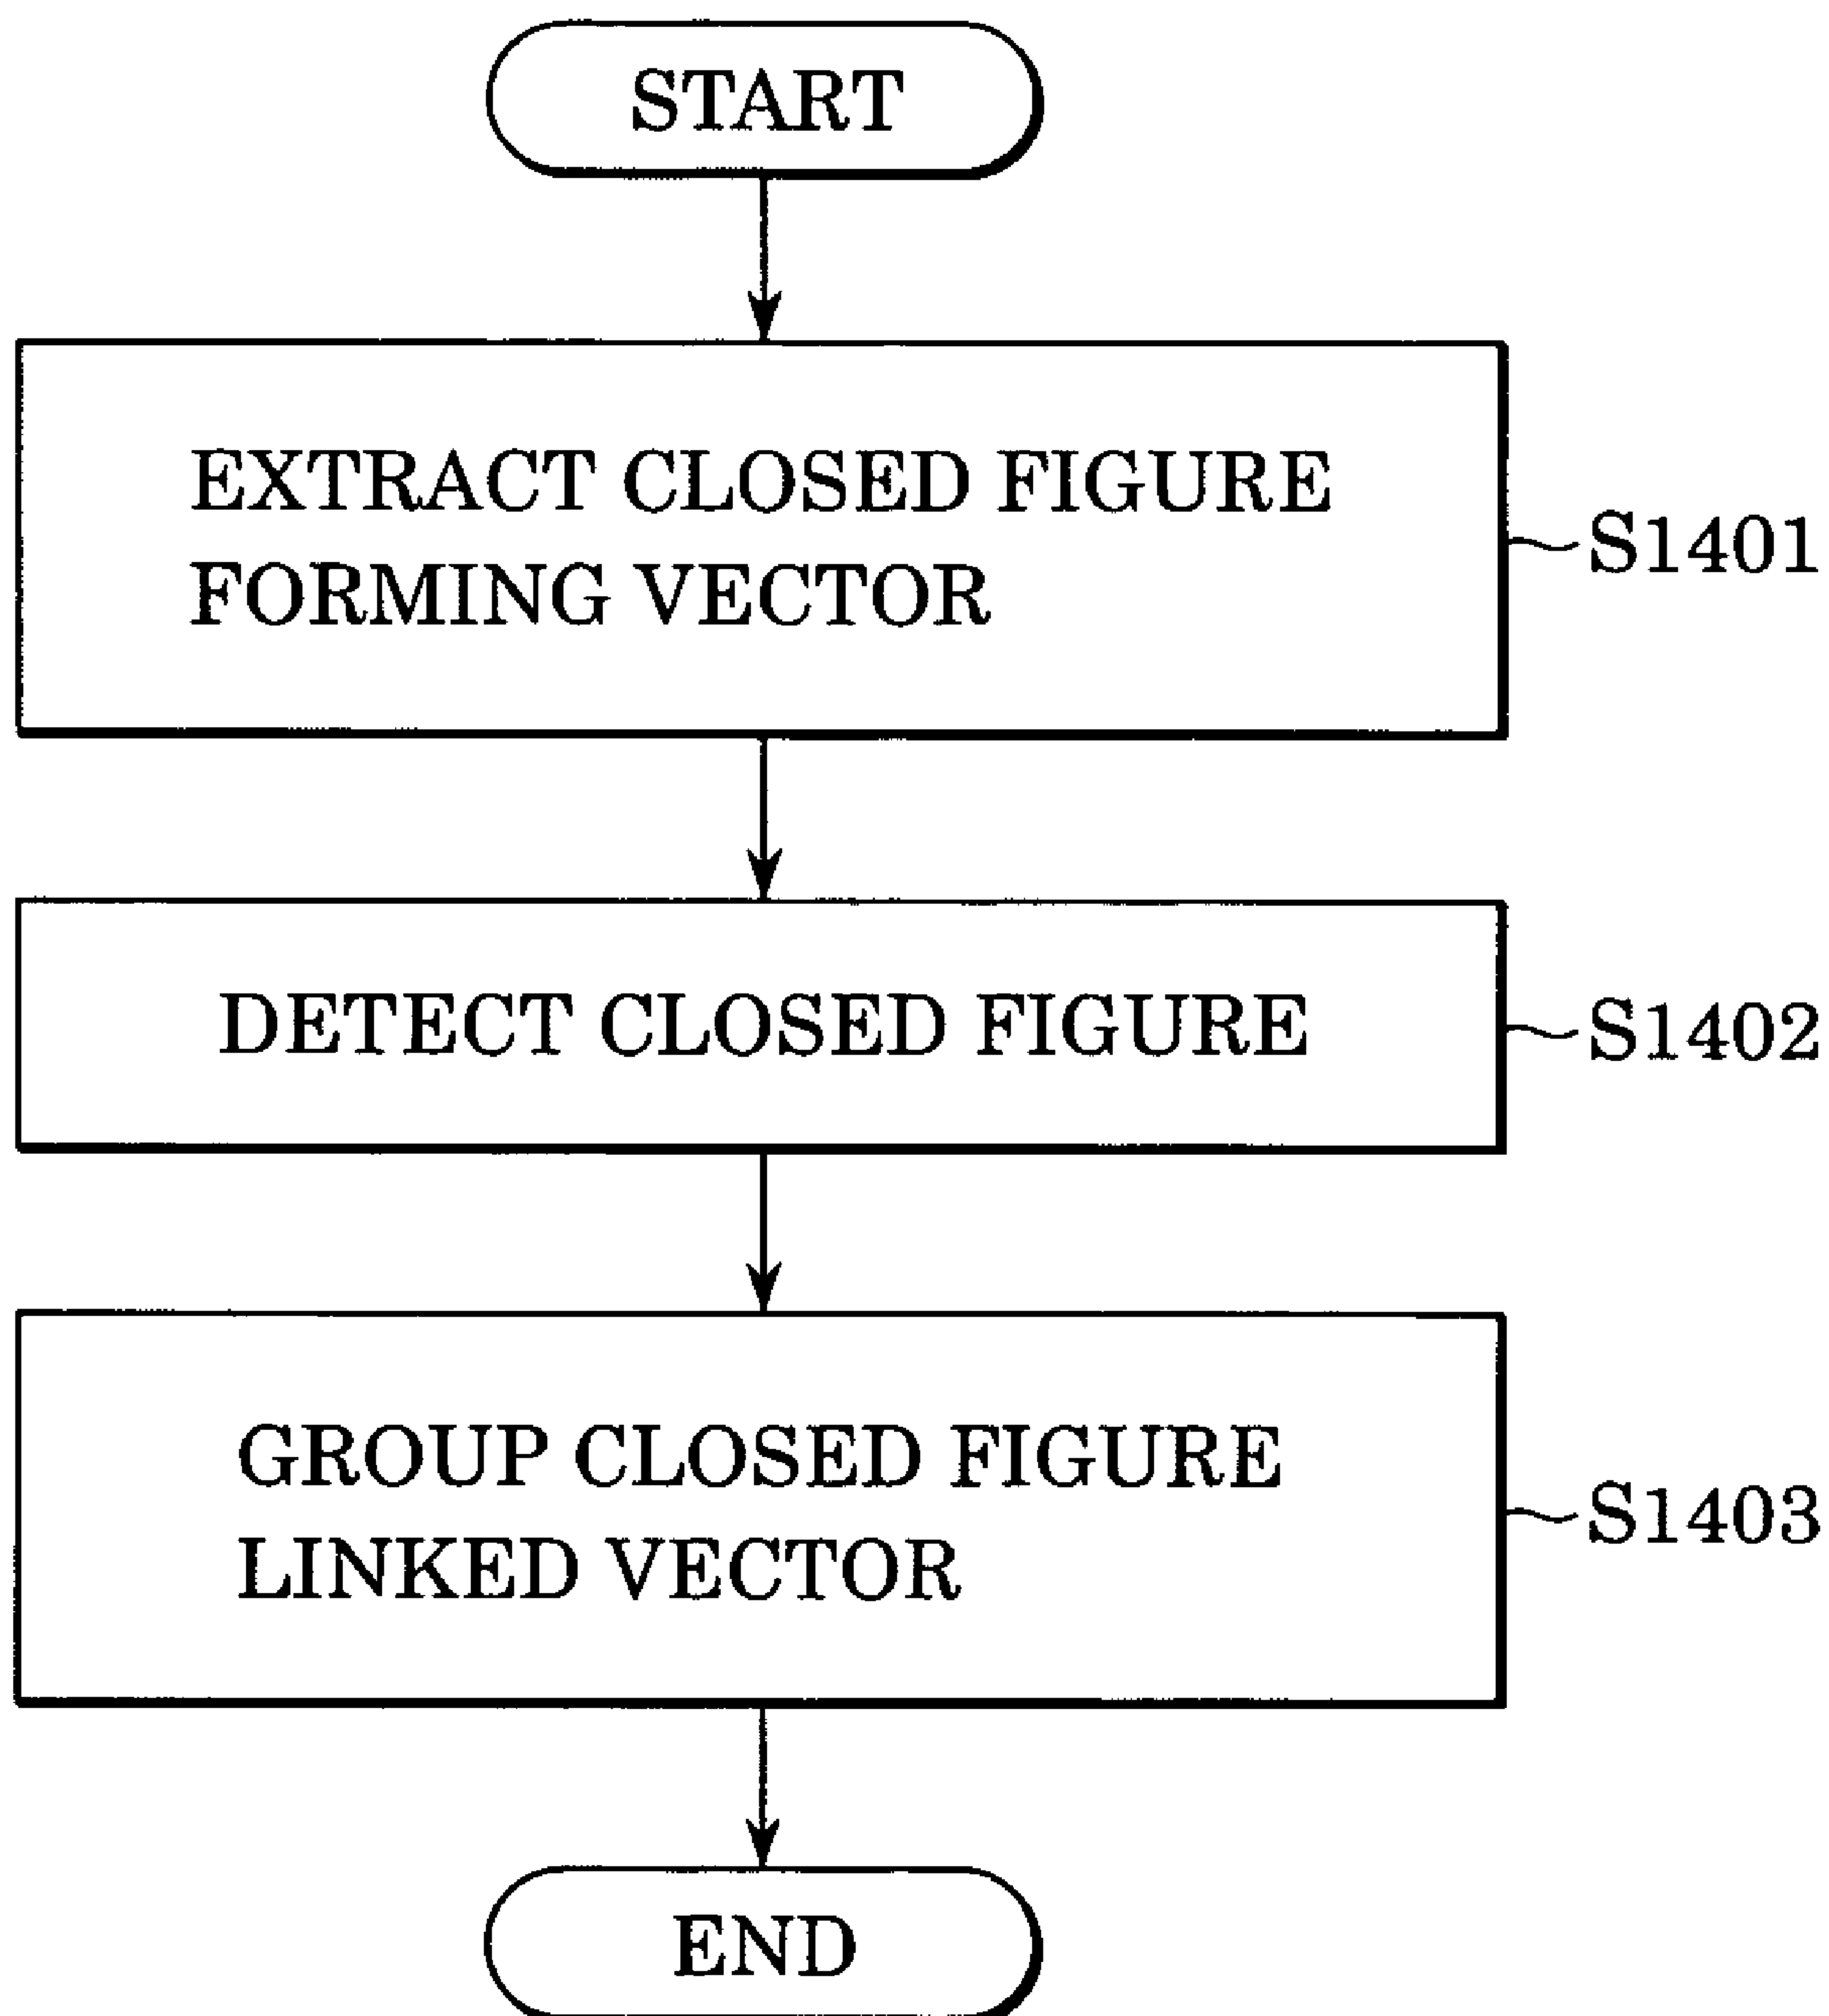 START
EXTRACT CLOSED FIGURE
FORMING VECTOR
S1401
DETECT CLOSED FIGURE
S1402
GROUP CLOSED FIGURE
LINKED VECTOR
S1403
END